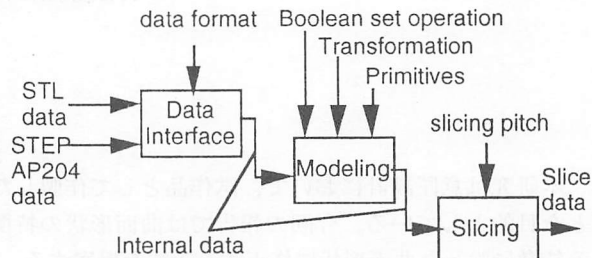 data format
Boolean set operation
Transformation
Primitives
STL
data
STEP
AP204
data
Data
Interface
slicing pitch
Modeling
Slice
data
Internal data
Slicing